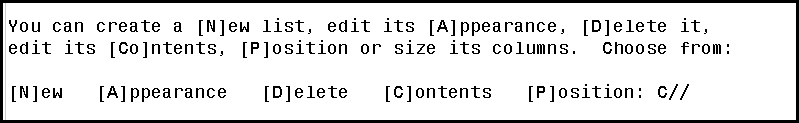 You can create a [N]ew list, edit its [A]ppearance, [D]elete it,
edit its [Co]ntents, [P]osition or size its columns.  Choose from:
[N]ew   [A]ppearance   [D]elete   [C]ontents   [P]osition: C//